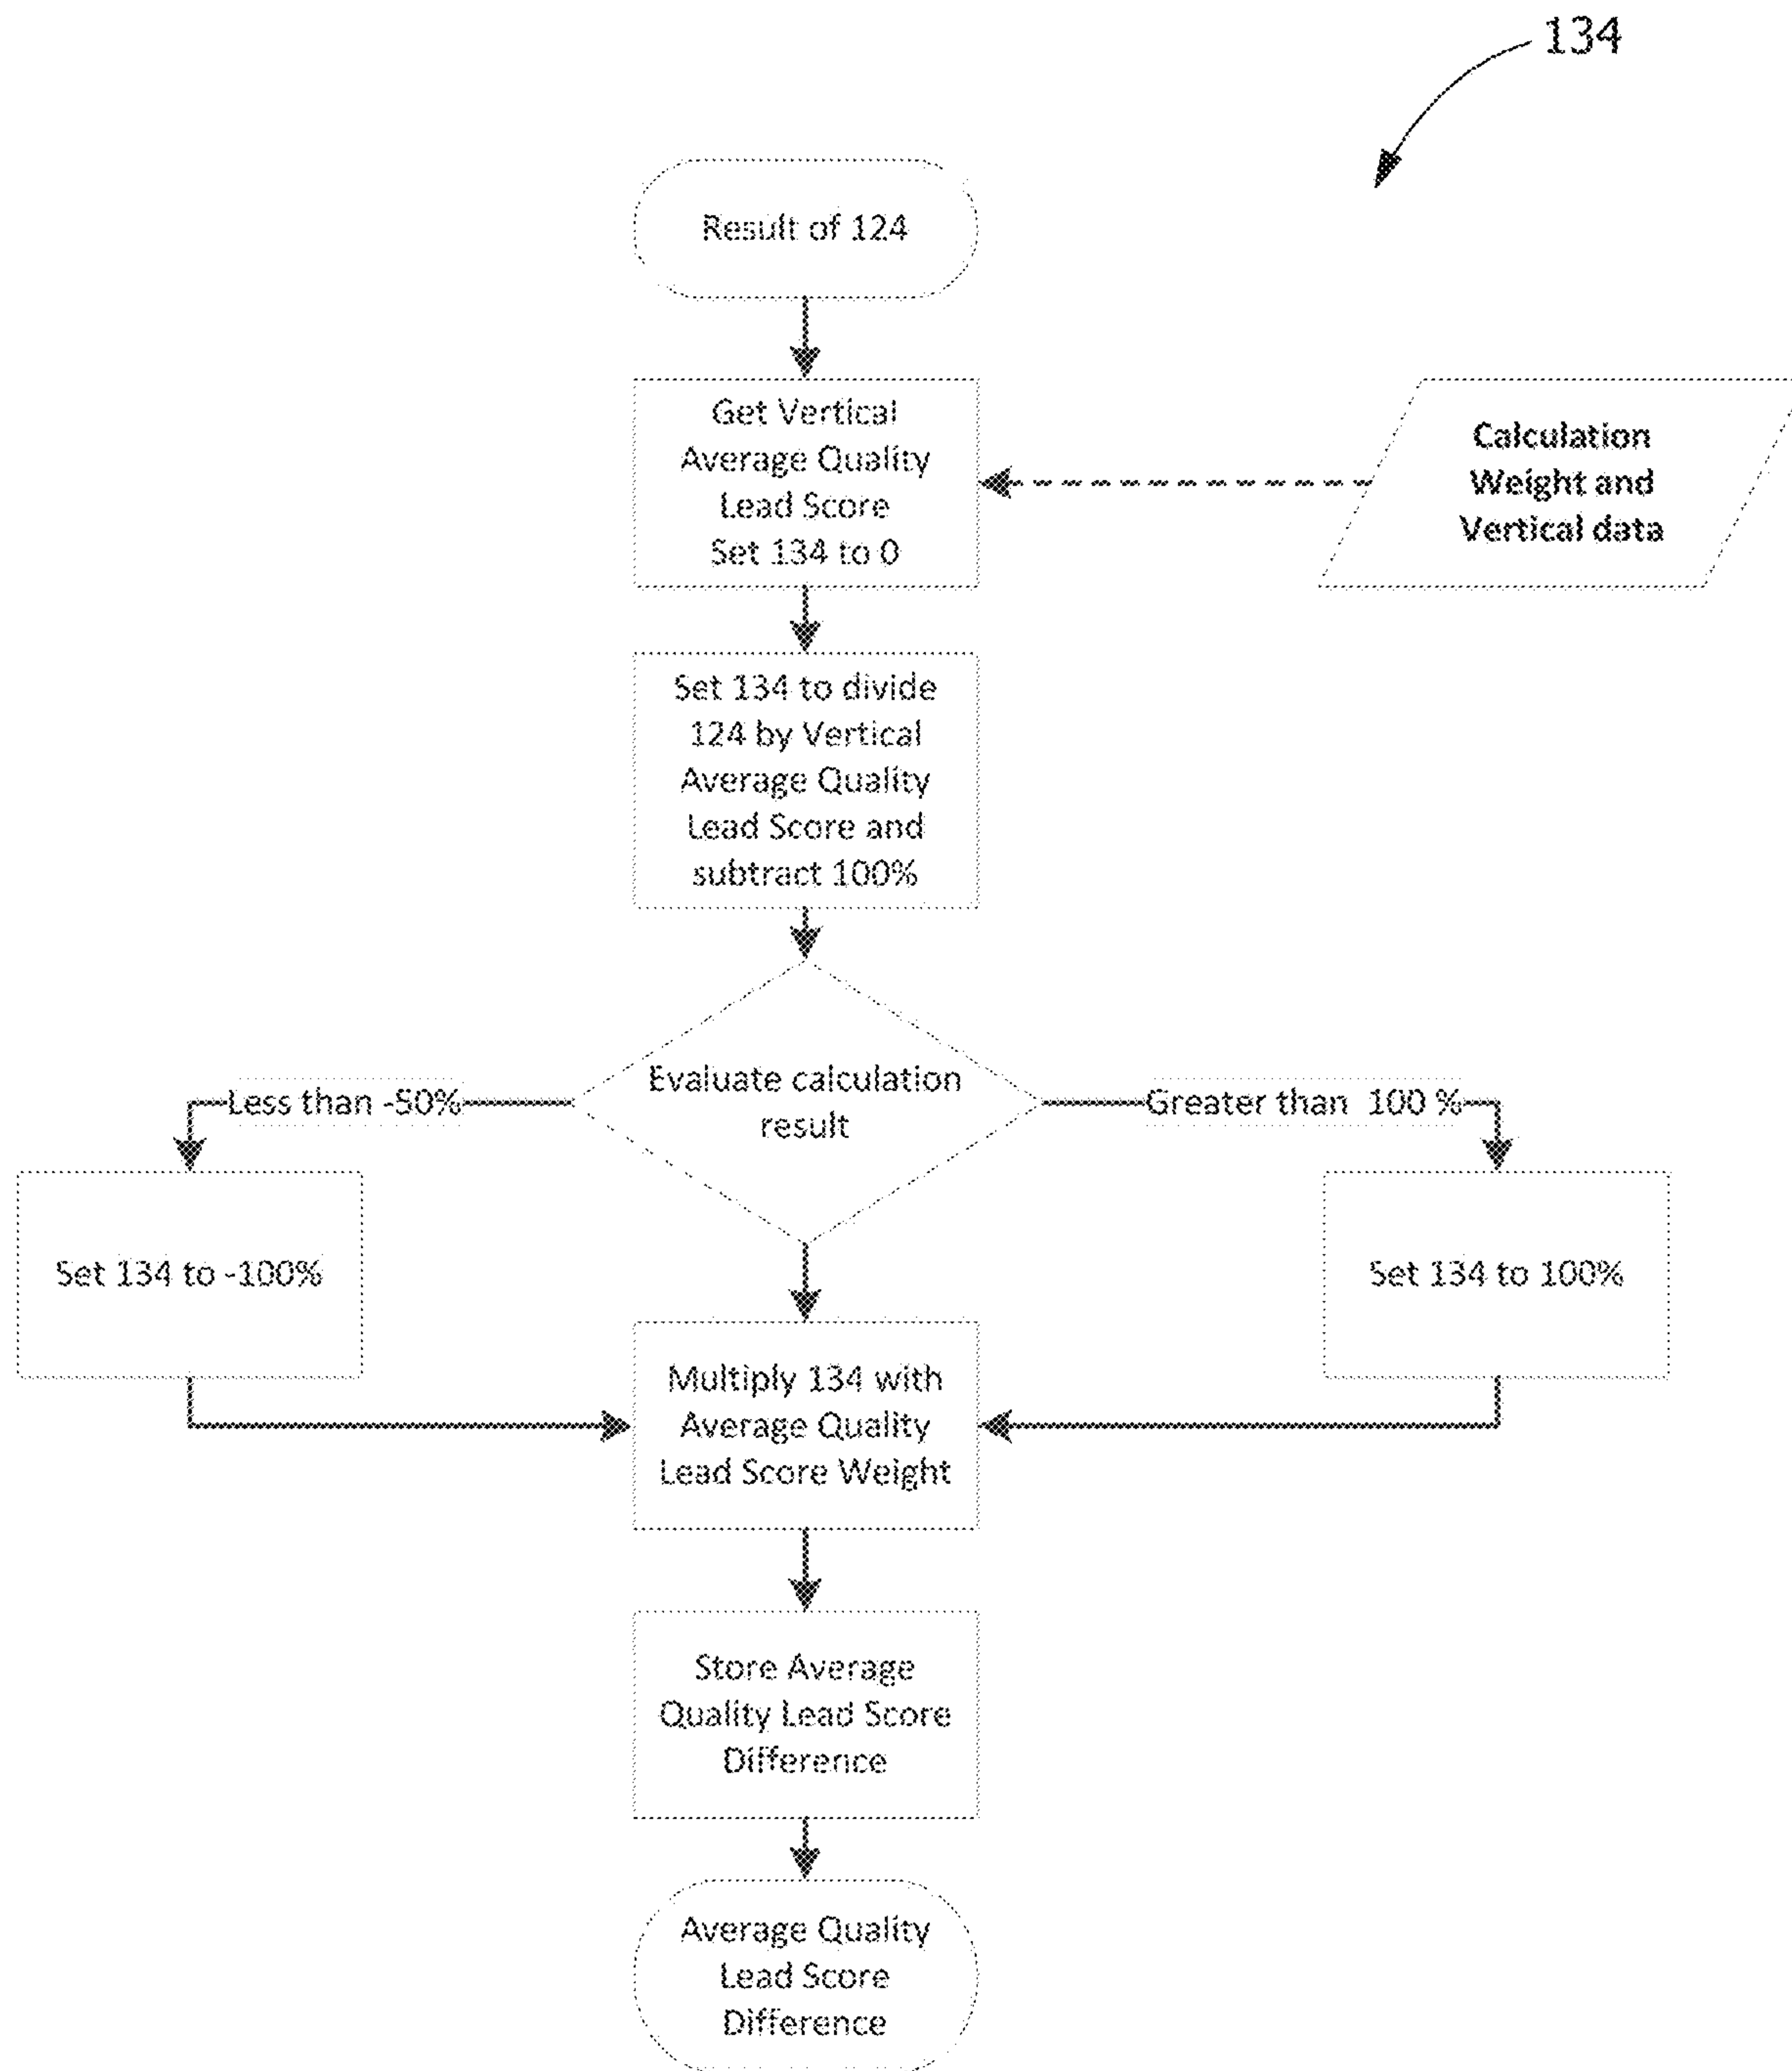 134
Result of 124
Get Vertical
Average Quality
Lead Score
Set 134 to 0
Calculation
Weight and
Vertical data
Set 134 to divide
124 by Vertical
Average Quality
Lead Score and
subtract 100%
Evaluate calculation
result
Less than -50%
Greater than 100 %
Set 134 to -100%
Set 134 to 100%
Multiply 134 with
Average Quality
Lead Score Weight
Store Average
Quality Lead Score
Difference
Average Quality
Lead Score
Difference